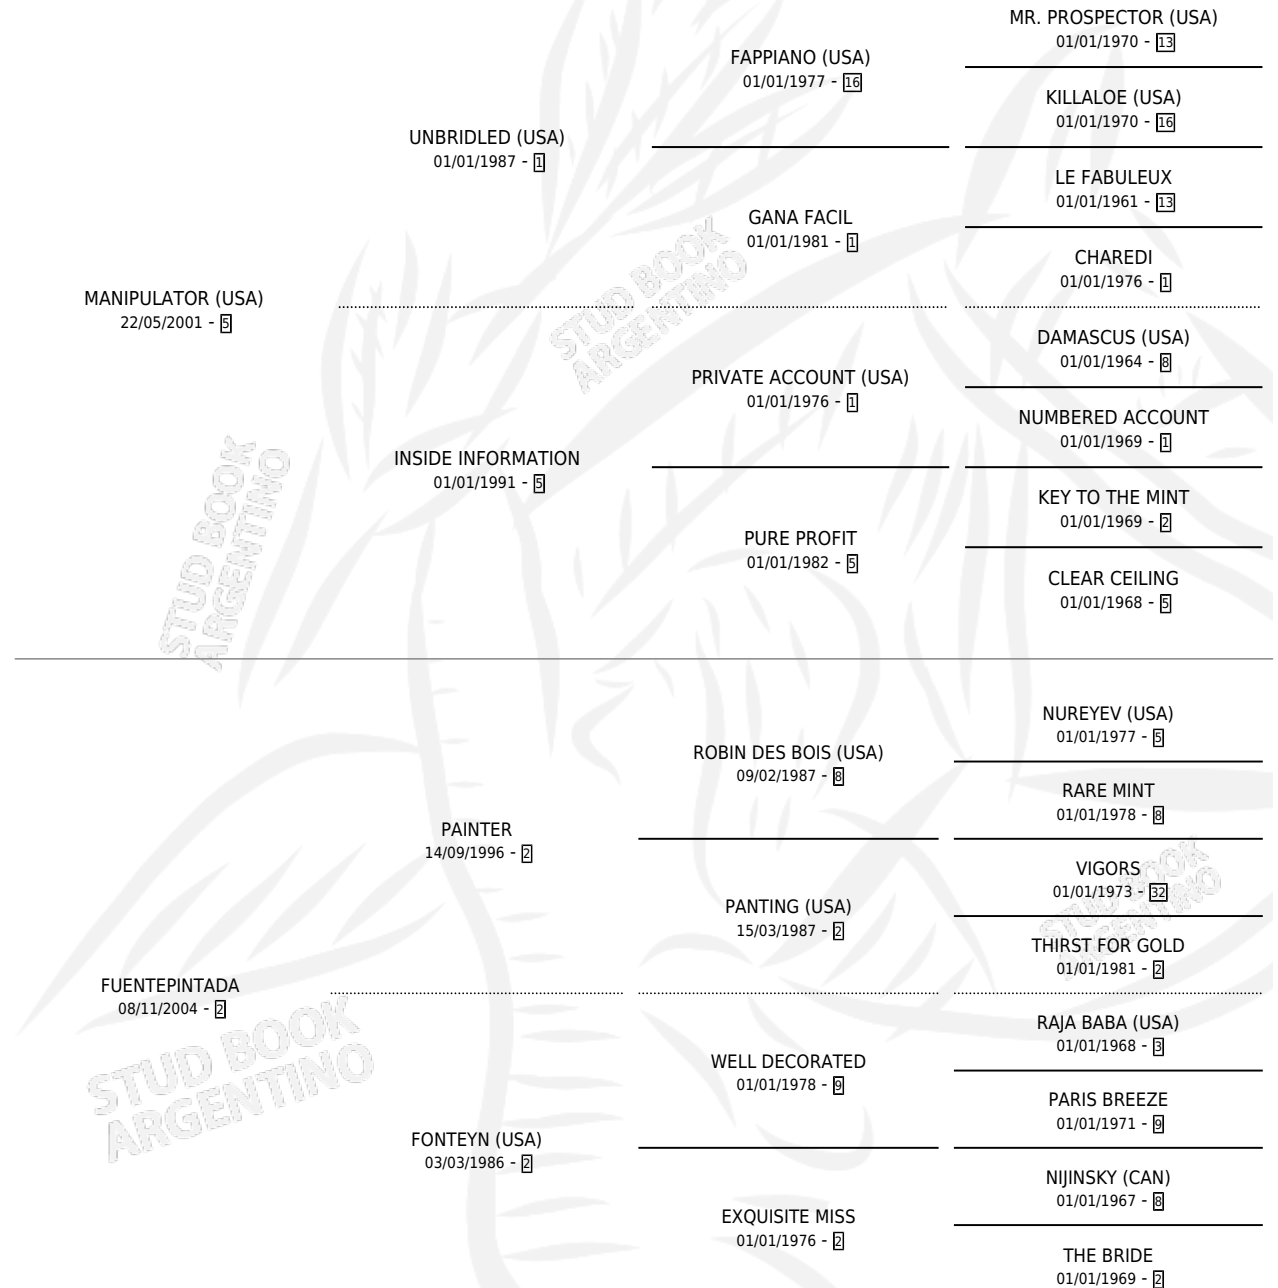 MR. PROSPECTOR (USA)
01/01/1970 - 13
FAPPIANO (USA)
01/01/1977 - 16
KILLALOE (USA)
01/01/1970 - 16
UNBRIDLED (USA)
01/01/1987 - 1
LE FABULEUX
01/01/1961 - 13
GANA FACIL
01/01/1981 - 1
CHAREDI
01/01/1976 - 1
MANIPULATOR (USA)
22/05/2001 - 5
STUD BOOK
ARGENTINO
DAMASCUS (USA)
01/01/1964 - 8
PRIVATE ACCOUNT (USA)
01/01/1976 - 1
NUMBERED ACCOUNT
01/01/1969 - 1
INSIDE INFORMATION
01/01/1991 - 5
KEY TO THE MINT
01/01/1969 - 2
PURE PROFIT
01/01/1982 - 5
CLEAR CEILING
01/01/1968 - 5
STUD BOOK
ARGENTINO
NUREYEV (USA)
01/01/1977 - 5
ROBIN DES BOIS (USA)
09/02/1987 - 8
RARE MINT
01/01/1978 - 8
PAINTER
14/09/1996 - 2
VIGORS
01/01/1973 - 32
PANTING (USA)
15/03/1987 - 2
THIRST FOR GOLD
01/01/1981 - 2
STUD BOOK
ARGENTINO
FUENTEPINTADA
08/11/2004 - 2
RAJA BABA (USA)
01/01/1968 - 3
WELL DECORATED
01/01/1978 - 9
PARIS BREEZE
01/01/1971 - 9
STUD BOOK
ARGENTINO
FONTEYN (USA)
03/03/1986 - 2
NIJINSKY (CAN)
01/01/1967 - 8
EXQUISITE MISS
01/01/1976 - 2
THE BRIDE
01/01/1969 - 2